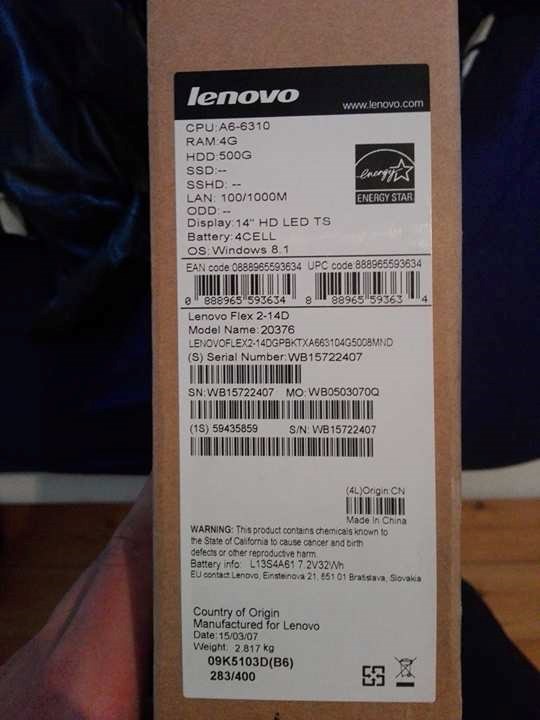 lenovo www.lenovo.com
CPU:A6-6310
RAM:4G
HDD:500G
SSD:--
SSHD: --
LAN: 100/1000M
ODD:--
Display:14" HD LED TS
Battery:4CELL
OS: Windows 8.1
energy
ENERGY STAR
EAN code:0888965593634 UPC code:888965593634
0 888965 593634 8 88965 59363 4
Lenovo Flex 2-14D
Model Name: 20376
LENOVOFLEX2-14DGPBKTXA663104G5008MND
(S) Serial Number:WB15722407
SN:WB15722407 MO: WB0503070Q
(1S) 59435859 S/N: WB15722407
(4L)Origin:CN
Made In China
WARNING: This product contains chemicals known to
the State of California to cause cancer and birth
defects or other reproductive harm.
Battery info: L13S4A61 7.2V32Wh
EU contact:Lenovo, Einsteinova 21, 851 01 Bratislava, Slovakia
Country of Origin
Manufactured for Lenovo
Date:15/03/07
Weight: 2.817 kg
09K5103D(B6)
283/400